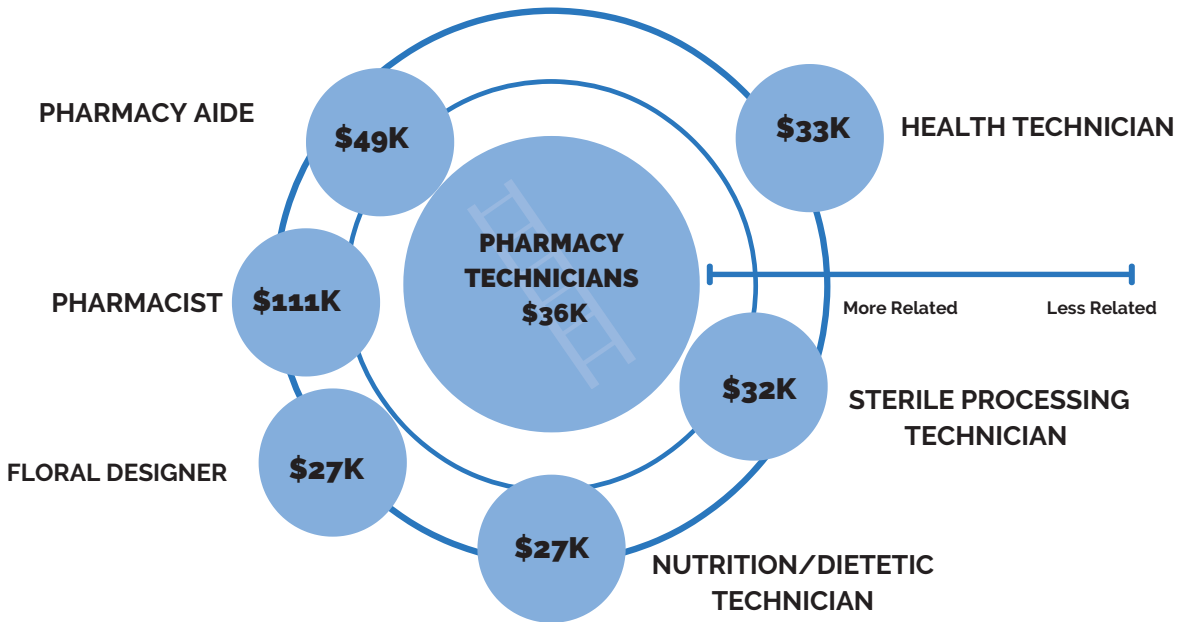 PHARMACY AIDE
$49K
$33K
HEALTH TECHNICIAN
PHARMACY
TECHNICIANS
$36K
PHARMACIST
$111K
More Related
Less Related
$32K
STERILE PROCESSING
TECHNICIAN
FLORAL DESIGNER
$27K
$27K
NUTRITION/DIETETIC
TECHNICIAN